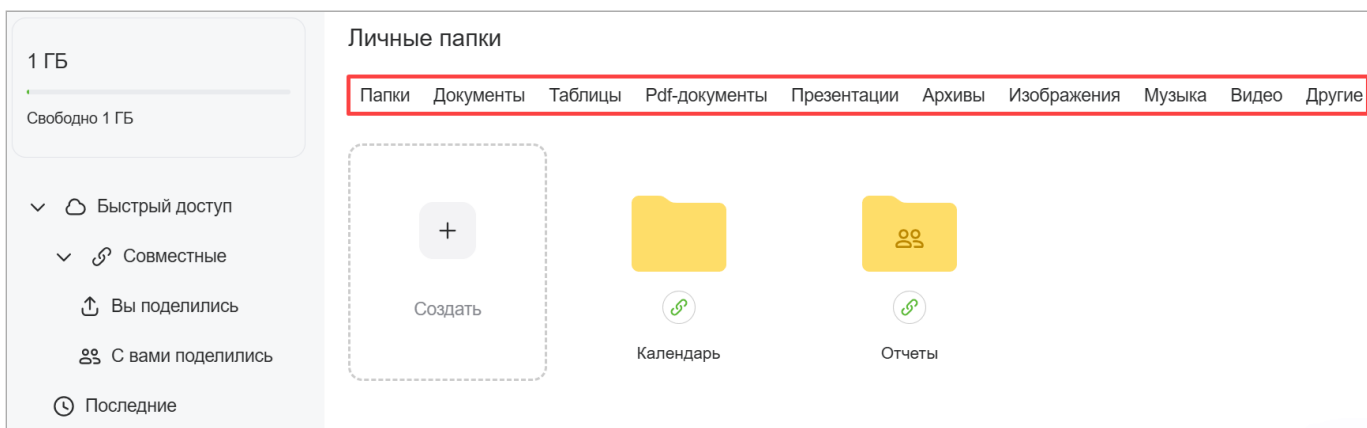 1 ГБ
Свободно 1 ГБ
Быстрый доступ
Совместные
Вы поделились
С вами поделились
Последние
Личные папки
Папки Документы Таблицы Pdf-документы Презентации Архивы Изображения Музыка Видео Другие
Создать
Календарь
Отчеты